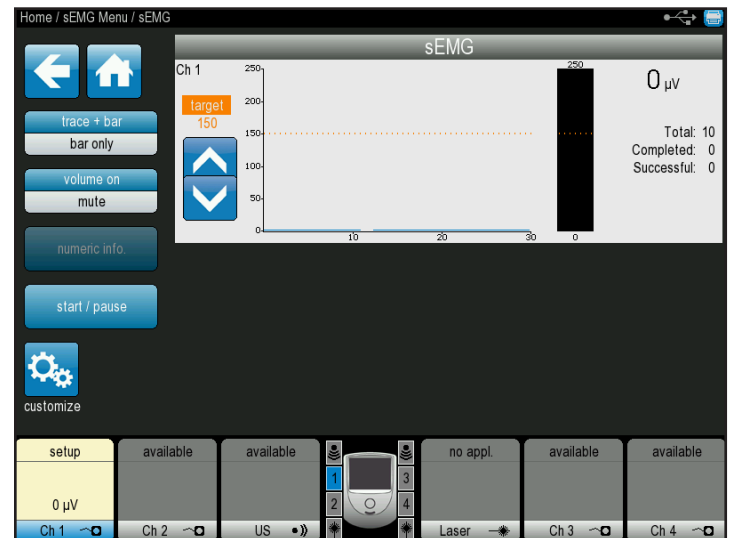 Home / sEMG Menu / sEMG
sEMG
Ch 1
target
150
250
200
150
100
50
0
10
20
30
250
0
0 µV
Total: 10
Completed: 0
Successful: 0
trace + bar
bar only
volume on
mute
numeric info.
start / pause
customize
setup
0 µV
Ch 1
available
Ch 2
available
US
1
2
3
4
no appl.
Laser
available
Ch 3
available
Ch 4